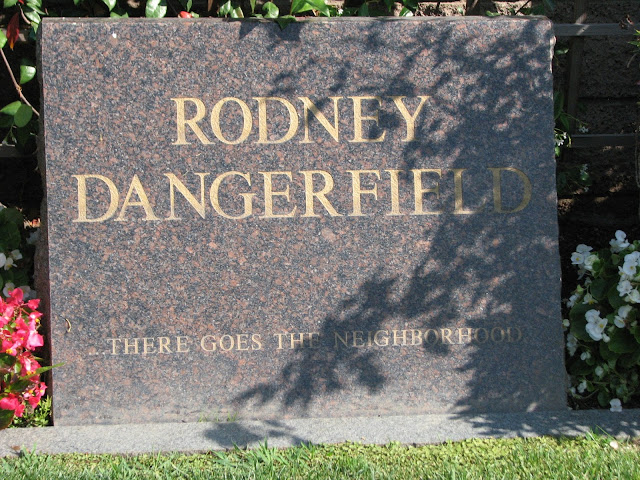 RODNEY
DANGERFIELD
...THERE GOES THE NEIGHBORHOOD.